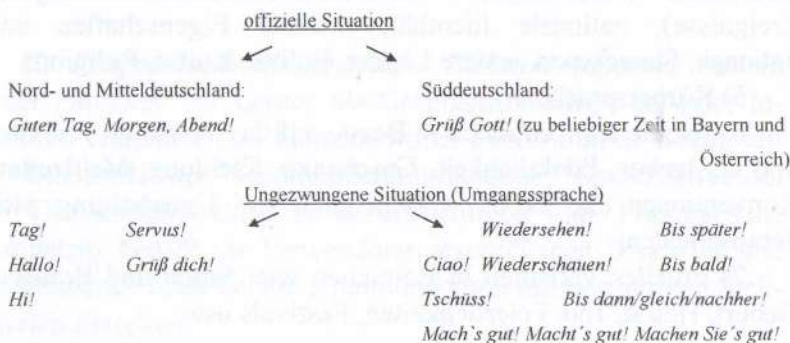 offizielle Situation
Nord- und Mitteldeutschland: Süddeutschland:
Guten Tag, Morgen, Abend! Grüß Gott! (zu beliebiger Zeit in Bayern und
Österreich)
Ungezwungene Situation (Umgangssprache)
Tag! Servus! Wiedersehen! Bis später!
Hallo! Grüß dich! Ciao! Wiederschauen! Bis bald!
Hi! Tschüss! Bis dann/gleich/nachher!
Mach`s gut! Macht`s gut! Machen Sie`s gut!